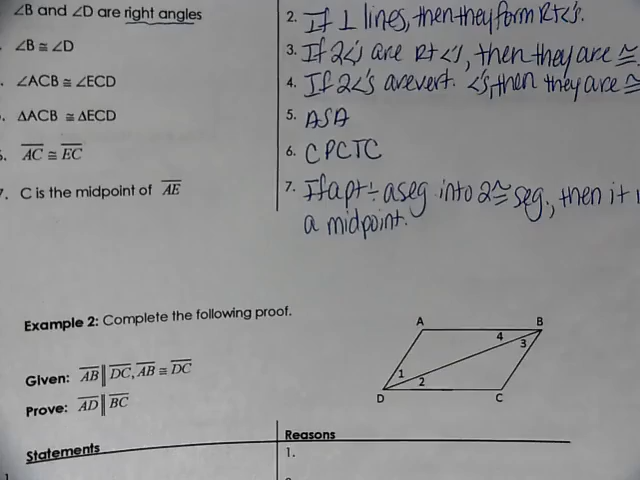 ∠B and ∠D are right angles
2. If ⊥ lines, then they form Rt ∠'s.
∠B ≅ ∠D
3. If 2∠'s are Rt ∠'s, then they are ≅.
∠ACB ≅ ∠ECD
4. If 2∠'s are vert. ∠'s, then they are ≅
ΔACB ≅ ΔECD
5. ASA
AC ≅ EC
6. CPCTC
7. C is the midpoint of AE
7. If a pt ÷ a seg into 2 ≅ seg., then it i
a midpoint.
Example 2: Complete the following proof.
Given: AB ∥ DC, AB ≅ DC
Prove: AD ∥ BC
A B
4 3
1 2
D C
Statements Reasons
1. 1.